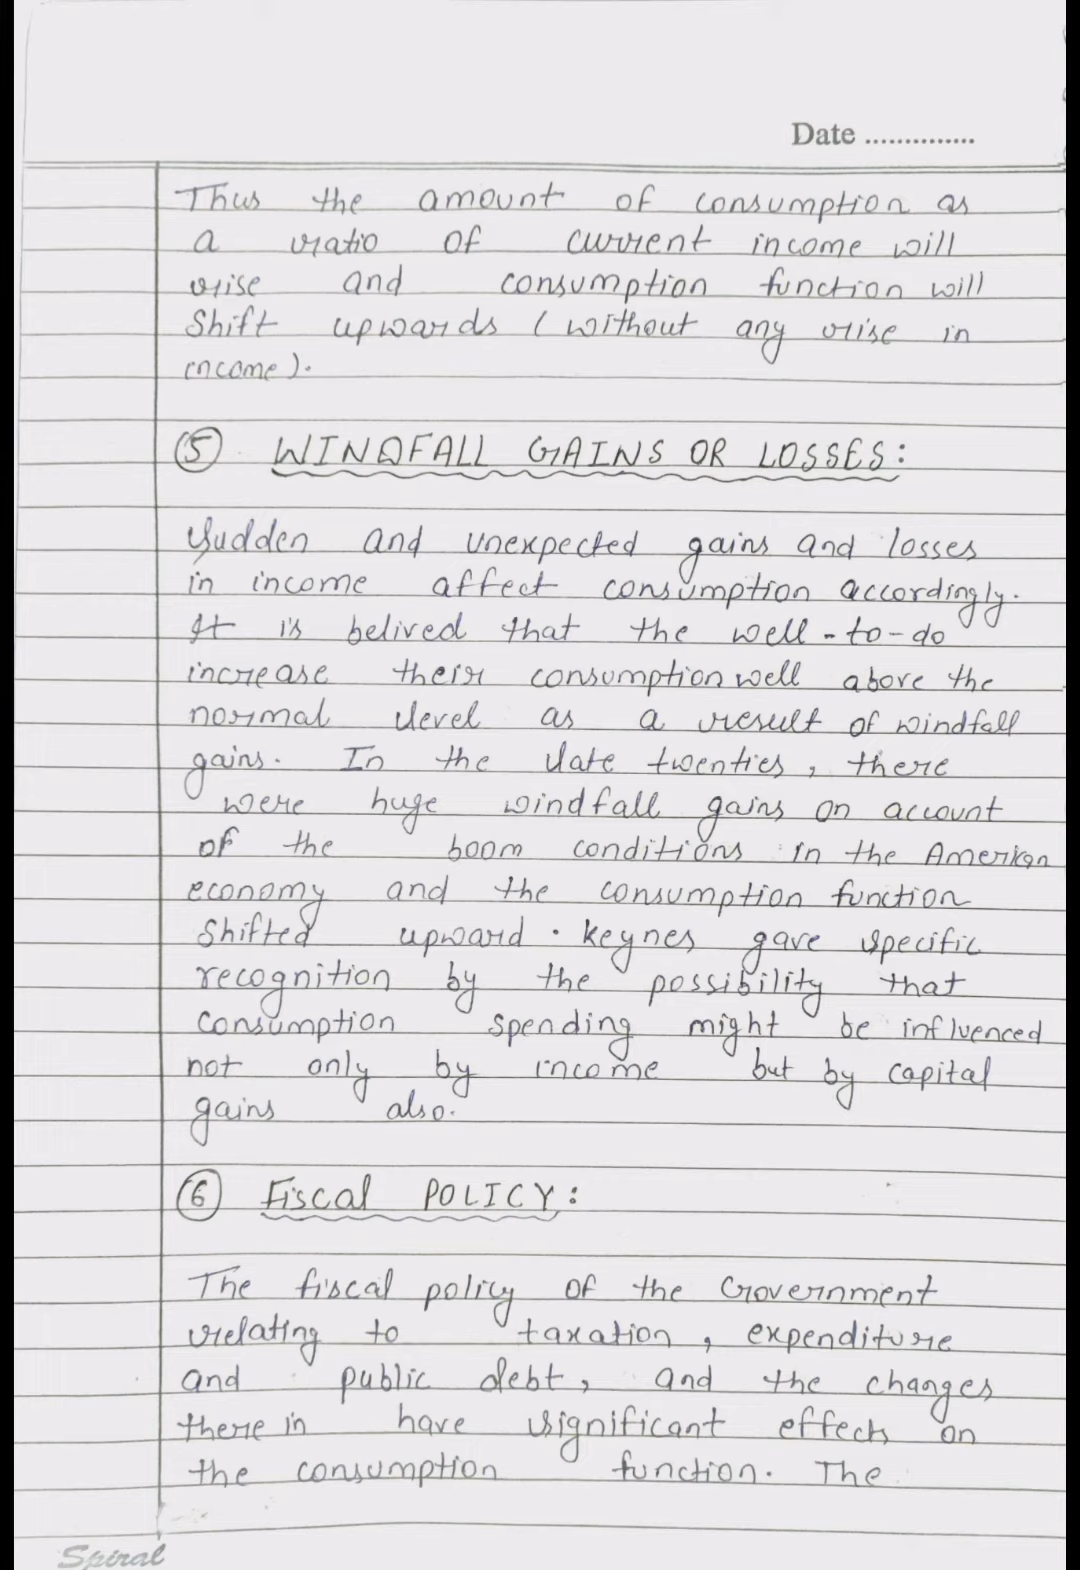 Date ..............
Thus the amount of consumption as
a ratio of current income will
rise and consumption function will
Shift upwards (without any rise in
income).
⑤ WINDFALL GAINS OR LOSSES:
Sudden and unexpected gains and losses
in income affect consumption accordingly.
It is belived that the well-to-do
increase their consumption well above the
normal level as a result of windfall
gains. In the late twenties, there
were huge windfall gains on account
of the boom conditions in the Amerikan
economy and the consumption function
Shifted upward. keynes gave specific
recognition by the possibility that
Consumption spending might be influenced
not only by income but by capital
gains also.
⑥ Fiscal POLICY:
The fiscal policy of the Government
relating to taxation, expenditure
and public debt, and the changes
there in have significant effects on
the consumption function. The
Spiral